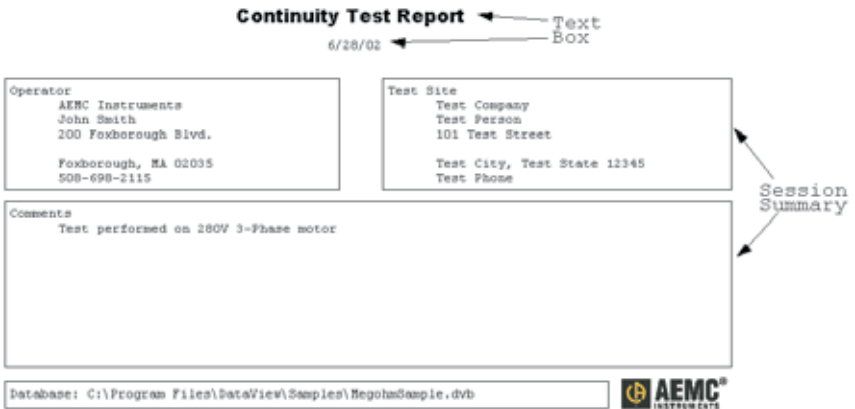 Continuity Test Report
6/28/02
Text
Box
Operator
AEMC Instruments
John Smith
200 Foxborough Blvd.
Foxborough, MA 02035
508-698-2115
Test Site
Test Company
Test Person
101 Test Street
Test City, Test State 12345
Test Phone
Session
Summary
Comments
Test performed on 280V 3-Phase motor
Database: C:\Program Files\DataView\Samples\MegohmSample.dvb
AEMC®
INSTRUMENTS